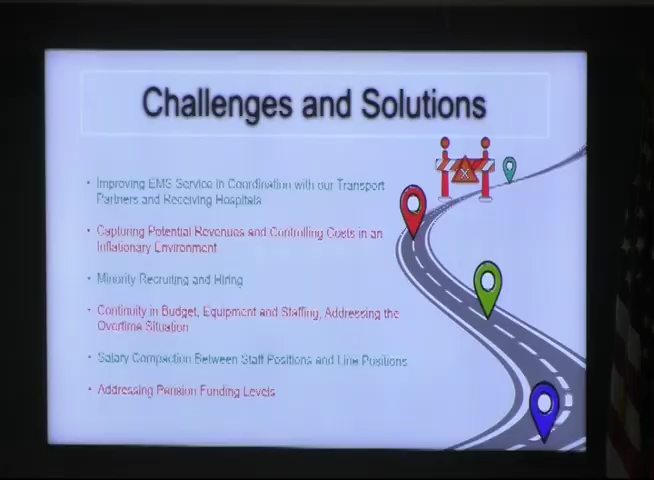 Challenges and Solutions
• Improving EMS Service in Coordination with our Transport
Partners and Receiving Hospitals
• Capturing Potential Revenues and Controlling Costs in an
Inflationary Environment
• Minority Recruiting and Hiring
• Continuity in Budget, Equipment and Staffing, Addressing the
Overtime Situation
• Salary Compaction Between Staff Positions and Line Positions
• Addressing Pension Funding Levels